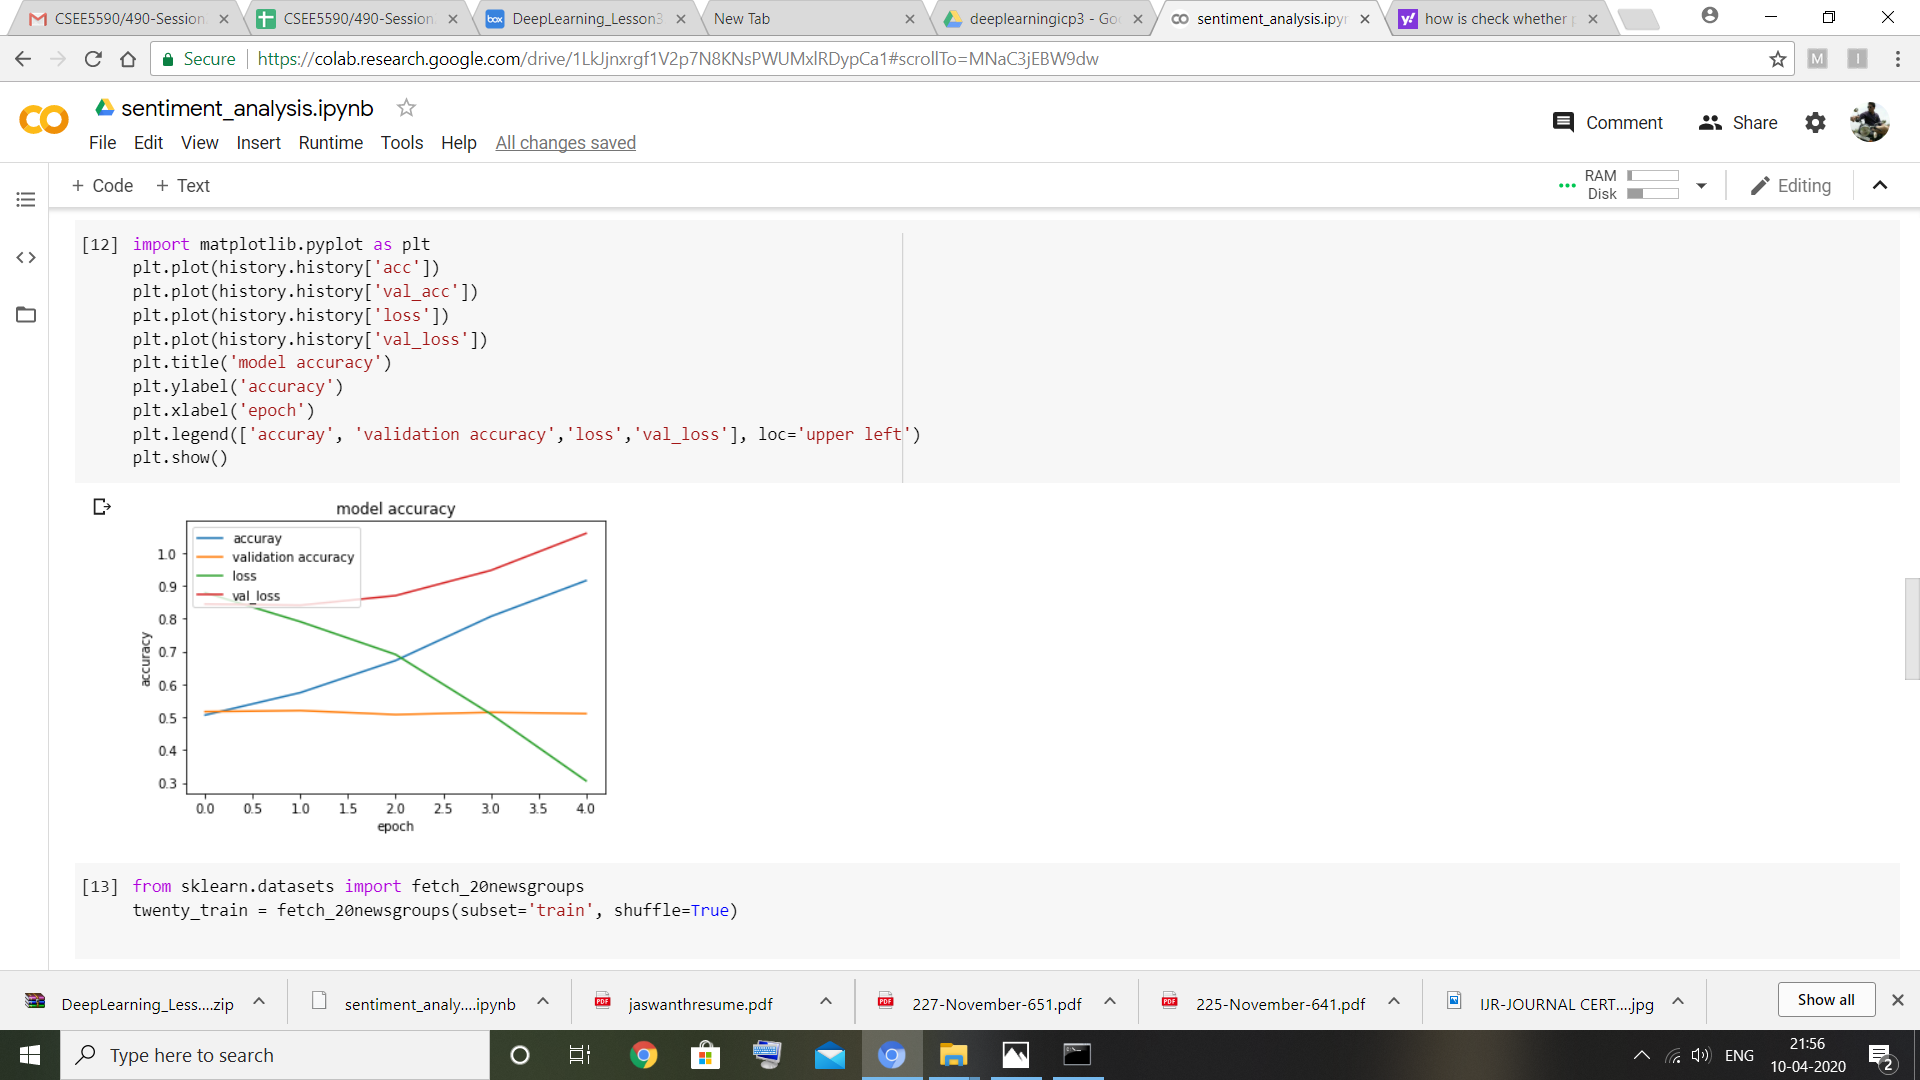 CSEE5590/490-Session
CSEE5590/490-Session
box DeepLearning_Lesson3
New Tab
deeplearningicp3 - Goo
sentiment_analysis.ipyn
y! how is check whether
Secure
https://colab.research.google.com/drive/1LkJjnxrgf1V2p7N8KNsPWUMxlRDypCa1#scrollTo=MNaC3jEBW9dw
M
I
sentiment_analysis.ipynb
File Edit View Insert Runtime Tools Help All changes saved
Comment
Share
+ Code + Text
RAM
Disk
Editing
[12] import matplotlib.pyplot as plt
plt.plot(history.history['acc'])
plt.plot(history.history['val_acc'])
plt.plot(history.history['loss'])
plt.plot(history.history['val_loss'])
plt.title('model accuracy')
plt.ylabel('accuracy')
plt.xlabel('epoch')
plt.legend(['accuray', 'validation accuracy','loss','val_loss'], loc='upper left')
plt.show()
model accuracy
accuray
validation accuracy
loss
val_loss
1.0
0.9
0.8
0.7
0.6
0.5
0.4
0.3
accuracy
0.0 0.5 1.0 1.5 2.0 2.5 3.0 3.5 4.0
epoch
[13] from sklearn.datasets import fetch_20newsgroups
twenty_train = fetch_20newsgroups(subset='train', shuffle=True)
DeepLearning_Less....zip
sentiment_analy....ipynb
PDF jaswanthresume.pdf
PDF 227-November-651.pdf
PDF 225-November-641.pdf
IJR-JOURNAL CERT....jpg
Show all
Type here to search
ENG
21:56
10-04-2020
2